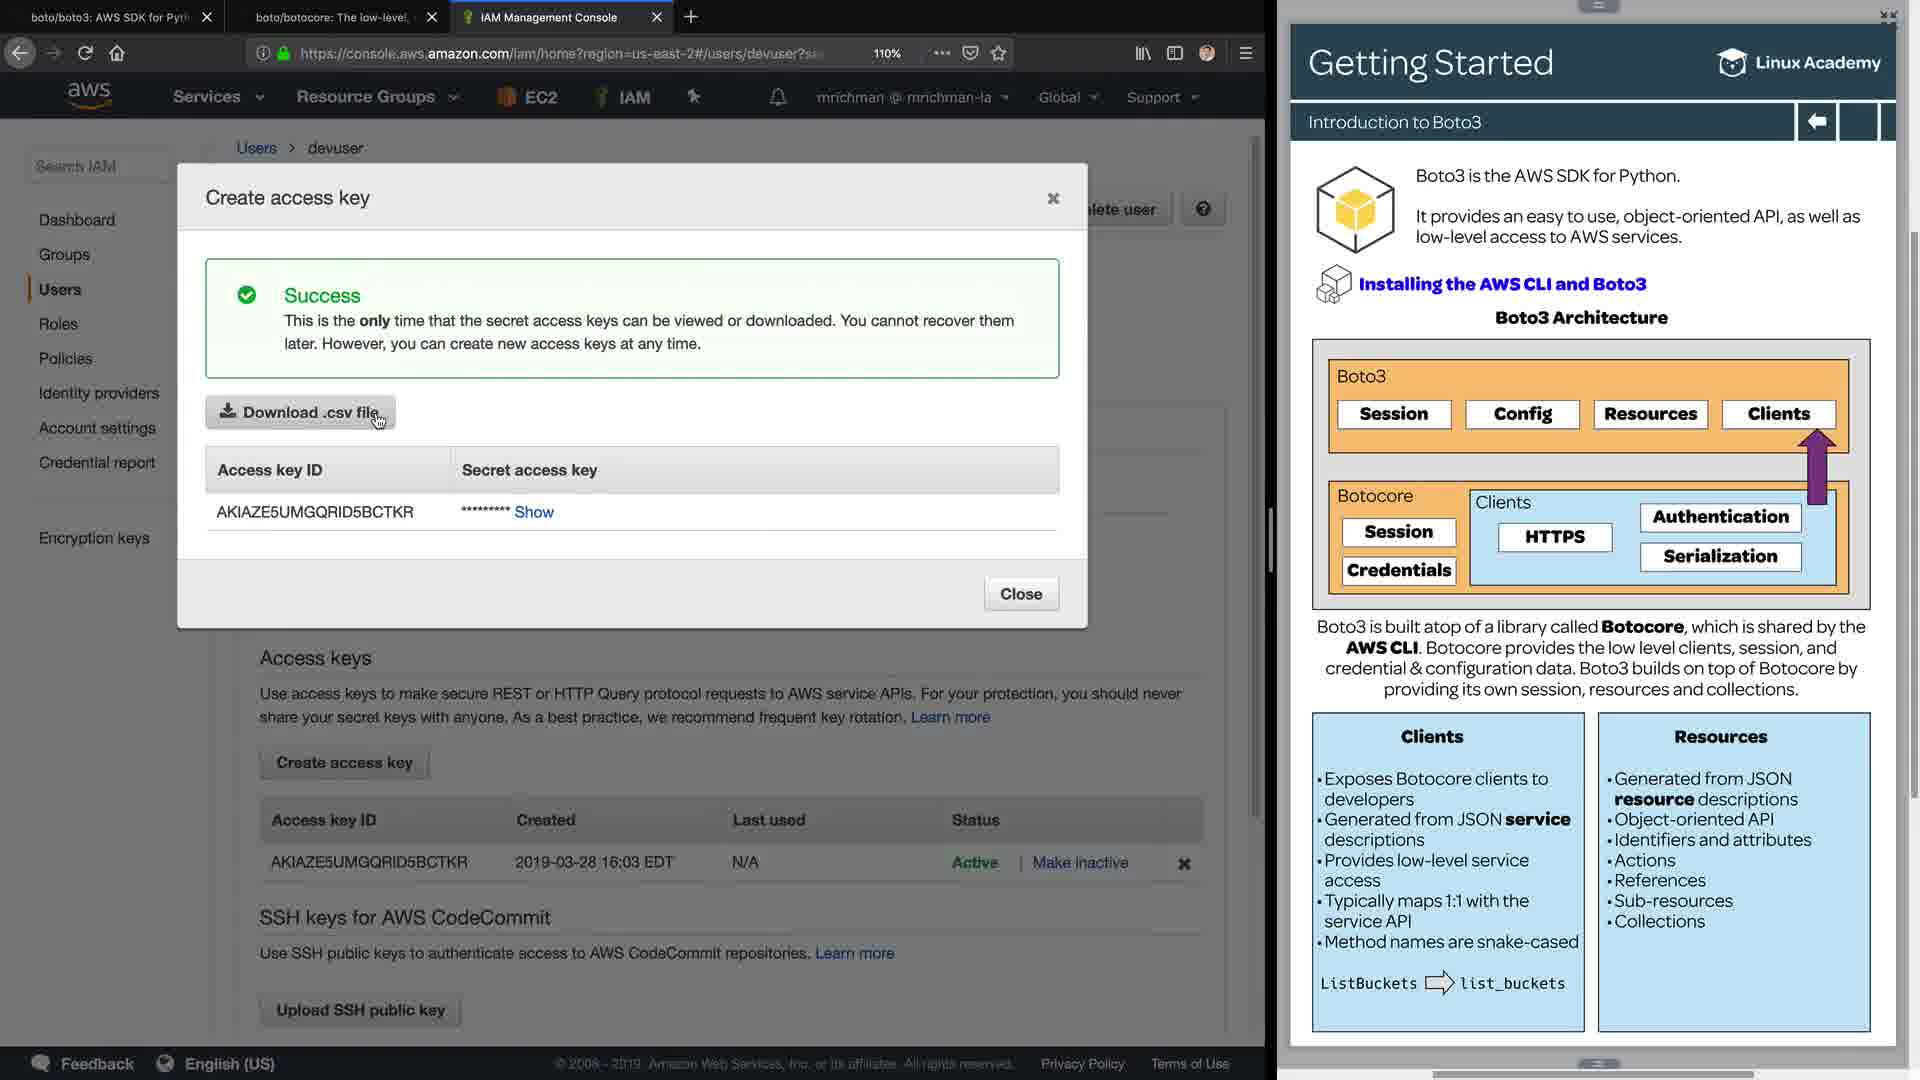 boto/boto3: AWS SDK for Pyth
boto/botocore: The low-level,
IAM Management Console
https://console.aws.amazon.com/iam/home?region=us-east-2#/users/devuser?se
110%
aws
Services
Resource Groups
EC2
IAM
mrichman @ mrichman-la
Global
Support
Search IAM
Dashboard
Groups
Users
Roles
Policies
Identity providers
Account settings
Credential report
Encryption keys
Users > devuser
elete user
Create access key
Success
This is the only time that the secret access keys can be viewed or downloaded. You cannot recover them
later. However, you can create new access keys at any time.
Download .csv file
Access key ID
Secret access key
AKIAZE5UMGQRID5BCTKR
********* Show
Close
Access keys
Use access keys to make secure REST or HTTP Query protocol requests to AWS service APIs. For your protection, you should never
share your secret keys with anyone. As a best practice, we recommend frequent key rotation. Learn more
Create access key
Access key ID
Created
Last used
Status
AKIAZE5UMGQRID5BCTKR
2019-03-28 16:03 EDT
N/A
Active | Make inactive
SSH keys for AWS CodeCommit
Use SSH public keys to authenticate access to AWS CodeCommit repositories. Learn more
Upload SSH public key
Feedback
English (US)
© 2008 - 2019, Amazon Web Services, Inc. or its affiliates. All rights reserved.
Privacy Policy
Terms of Use
Getting Started
Linux Academy
Introduction to Boto3
Boto3 is the AWS SDK for Python.
It provides an easy to use, object-oriented API, as well as
low-level access to AWS services.
Installing the AWS CLI and Boto3
Boto3 Architecture
Boto3
Session
Config
Resources
Clients
Botocore
Session
Credentials
Clients
HTTPS
Authentication
Serialization
Boto3 is built atop of a library called Botocore, which is shared by the
AWS CLI. Botocore provides the low level clients, session, and
credential & configuration data. Boto3 builds on top of Botocore by
providing its own session, resources and collections.
Clients
•Exposes Botocore clients to
developers
•Generated from JSON service
descriptions
•Provides low-level service
access
•Typically maps 1:1 with the
service API
•Method names are snake-cased
ListBuckets
list_buckets
Resources
•Generated from JSON
resource descriptions
•Object-oriented API
•Identifiers and attributes
•Actions
•References
•Sub-resources
•Collections